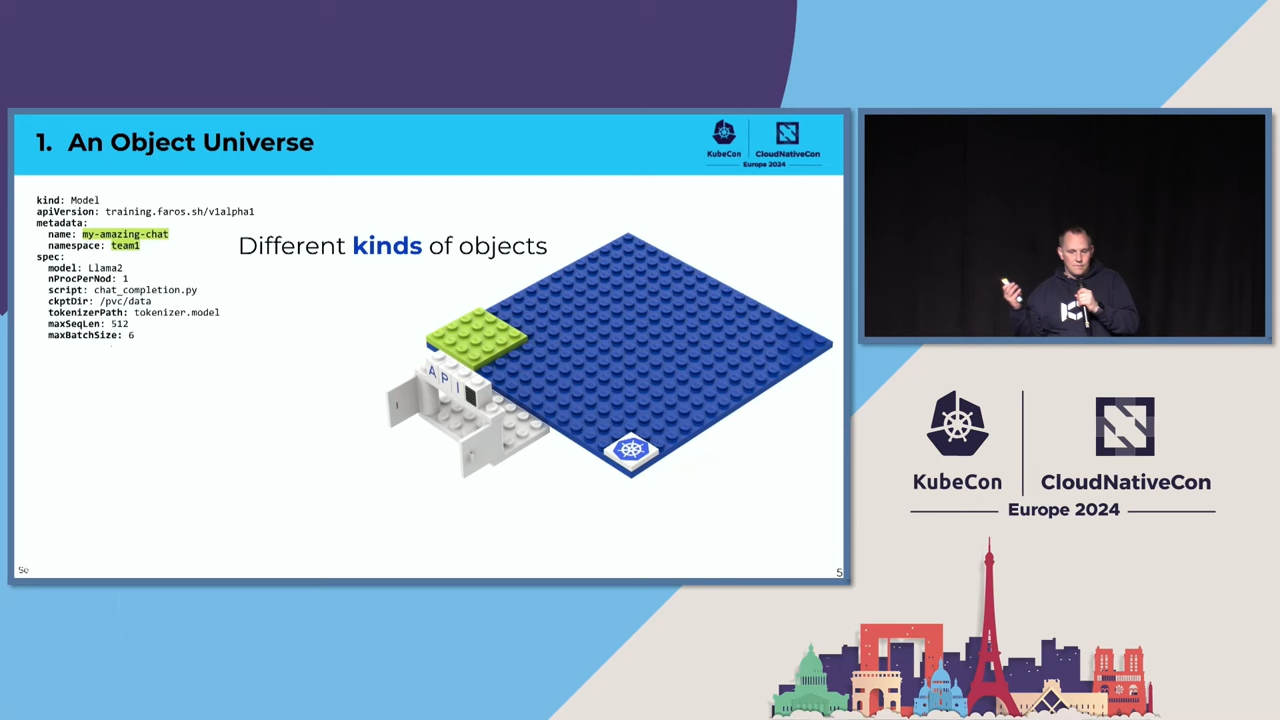 1. An Object Universe
KubeCon
CloudNativeCon
Europe 2024
kind: Model
apiVersion: training.faros.sh/v1alpha1
metadata:
name: my-amazing-chat
namespace: team1
spec:
model: Llama2
nProcPerNod: 1
script: chat_completion.py
ckptDir: /pvc/data
tokenizerPath: tokenizer.model
maxSeqLen: 512
maxBatchSize: 6
Different kinds of objects
API
5
KubeCon
CloudNativeCon
Europe 2024